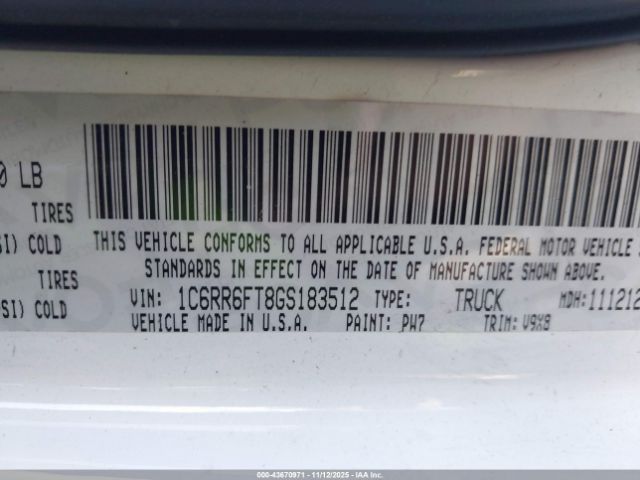 0 LB
TIRES
SI) COLD
TIRES
PSI) COLD
THIS VEHICLE CONFORMS TO ALL APPLICABLE U.S.A. FEDERAL MOTOR VEHICLE
STANDARDS IN EFFECT ON THE DATE OF MANUFACTURE SHOWN ABOVE.
VIN: 1C6RR6FT8GS183512 TYPE: TRUCK MDH:111212
VEHICLE MADE IN U.S.A. PAINT: PW7 TRIM: V9X8
000-43670971 - 11/12/2025 - IAA Inc.